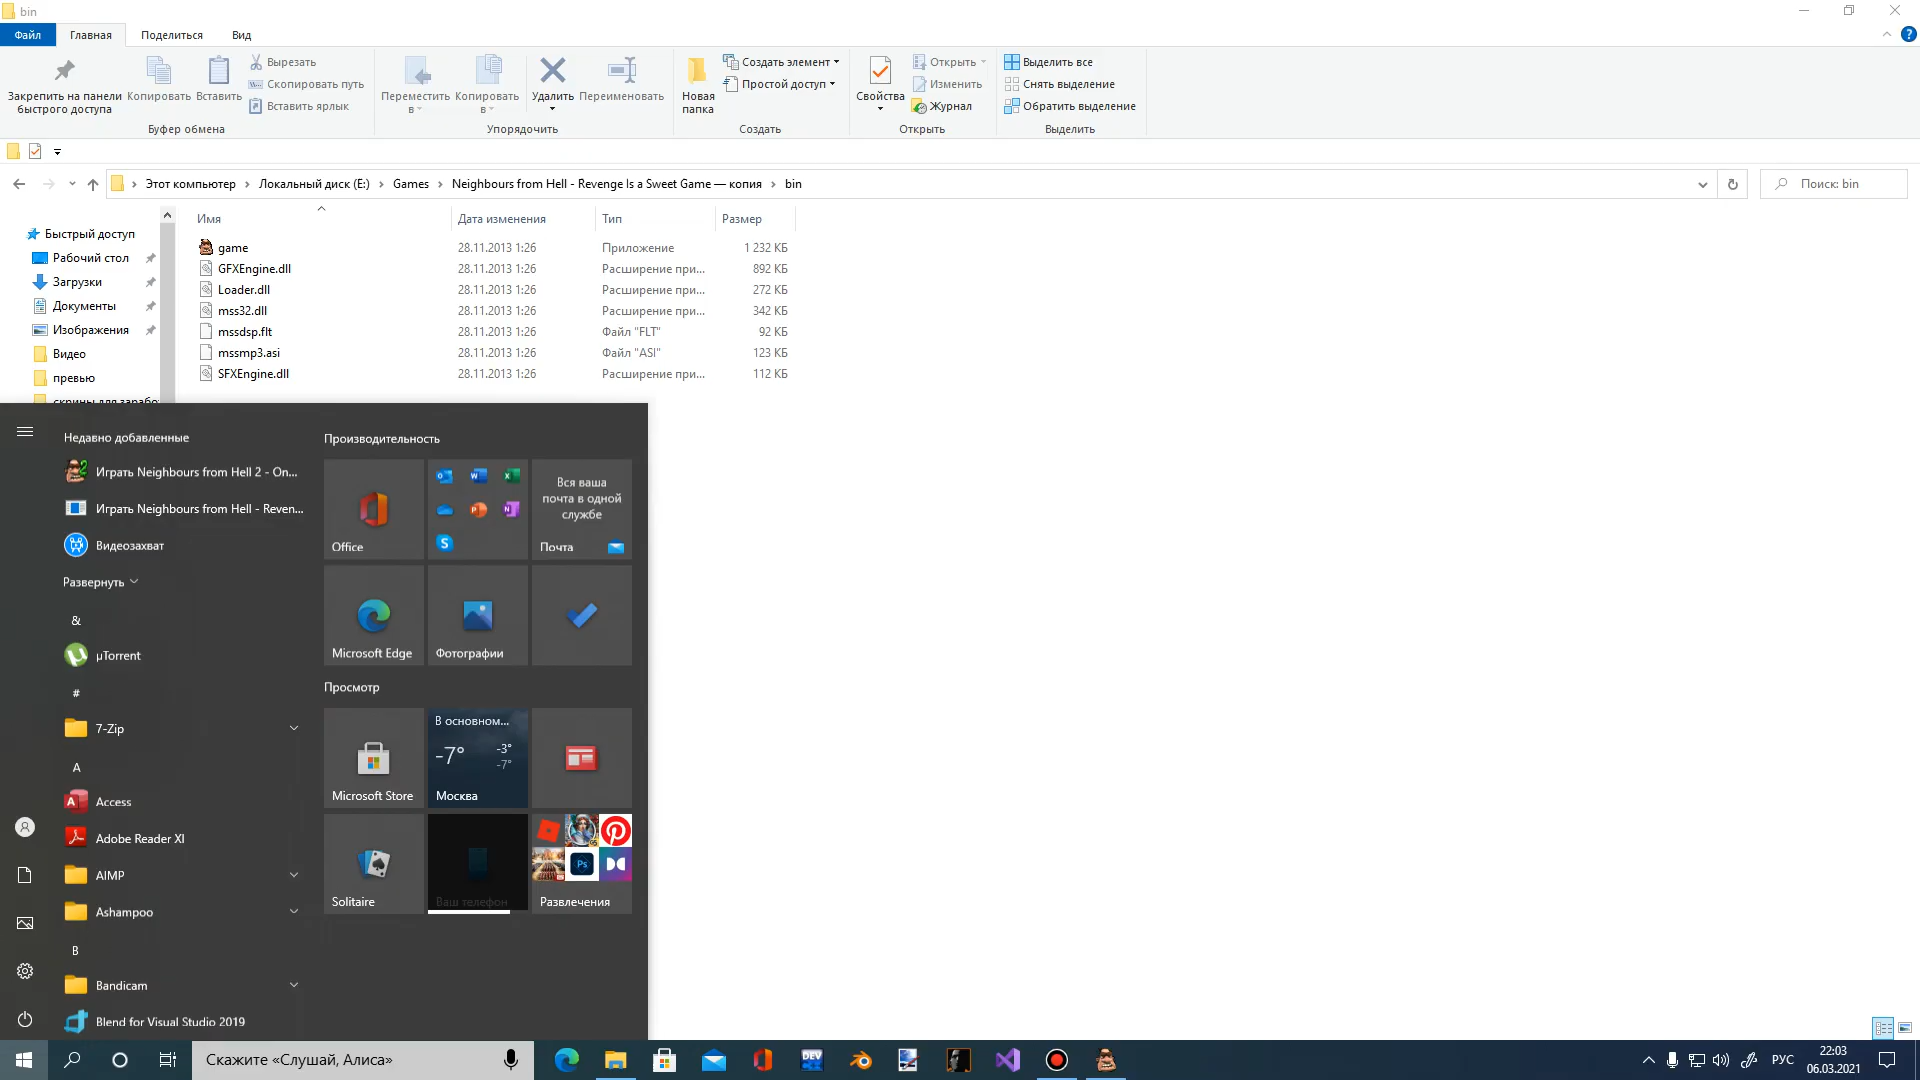 bin
Файл
Главная
Поделиться
Вид
Закрепить на панели быстрого доступа
Копировать
Вставить
Вырезать
Скопировать путь
Вставить ярлык
Буфер обмена
Переместить в
Копировать в
Удалить
Переименовать
Упорядочить
Новая папка
Создать элемент
Простой доступ
Создать
Свойства
Открыть
Изменить
Журнал
Открыть
Выделить все
Снять выделение
Обратить выделение
Выделить
Этот компьютер > Локальный диск (E:) > Games > Neighbours from Hell - Revenge Is a Sweet Game — копия > bin
Поиск: bin
Быстрый доступ
Рабочий стол
Загрузки
Документы
Изображения
Видео
превью
скрины для зарабо
Имя Дата изменения Тип Размер
game 28.11.2013 1:26 Приложение 1 232 КБ
GFXEngine.dll 28.11.2013 1:26 Расширение при... 892 КБ
Loader.dll 28.11.2013 1:26 Расширение при... 272 КБ
mss32.dll 28.11.2013 1:26 Расширение при... 342 КБ
mssdsp.flt 28.11.2013 1:26 Файл "FLT" 92 КБ
mssmp3.asi 28.11.2013 1:26 Файл "ASI" 123 КБ
SFXEngine.dll 28.11.2013 1:26 Расширение при... 112 КБ
Недавно добавленные
Играть Neighbours from Hell 2 - On...
Играть Neighbours from Hell - Reven...
Видеозахват
Развернуть
&
µTorrent
#
7-Zip
A
Access
Adobe Reader XI
AIMP
Ashampoo
B
Bandicam
Blend for Visual Studio 2019
Производительность
Office
Вся ваша почта в одной службе
Почта
Microsoft Edge
Фотографии
Просмотр
Microsoft Store
В основном...
-7° -3°
-7°
Москва
Solitaire
Ваш телефон
Ps
Развлечения
Скажите «Слушай, Алиса»
DEV
РУС
22:03
06.03.2021